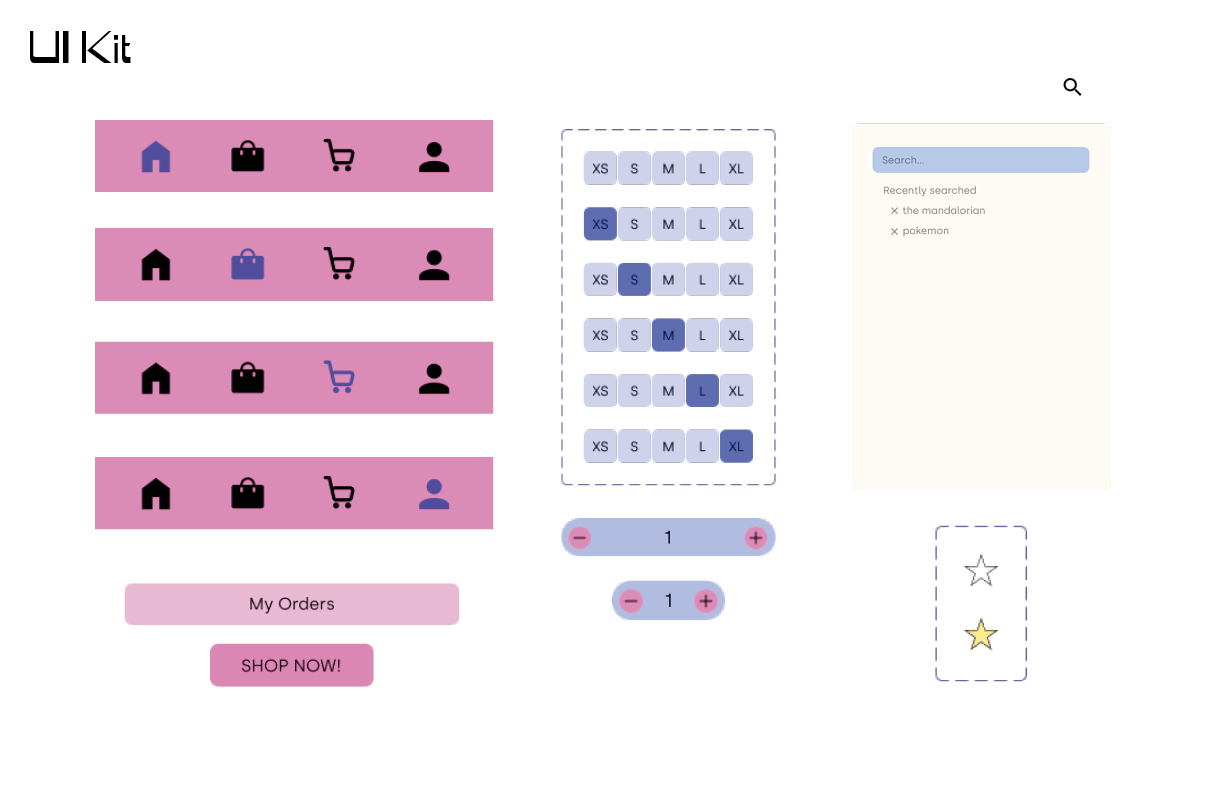 UI Kit
XS S M L XL
XS S M L XL
XS S M L XL
XS S M L XL
XS S M L XL
XS S M L XL
1
1
My Orders
SHOP NOW!
Search...
Recently searched
the mandalorian
pokemon